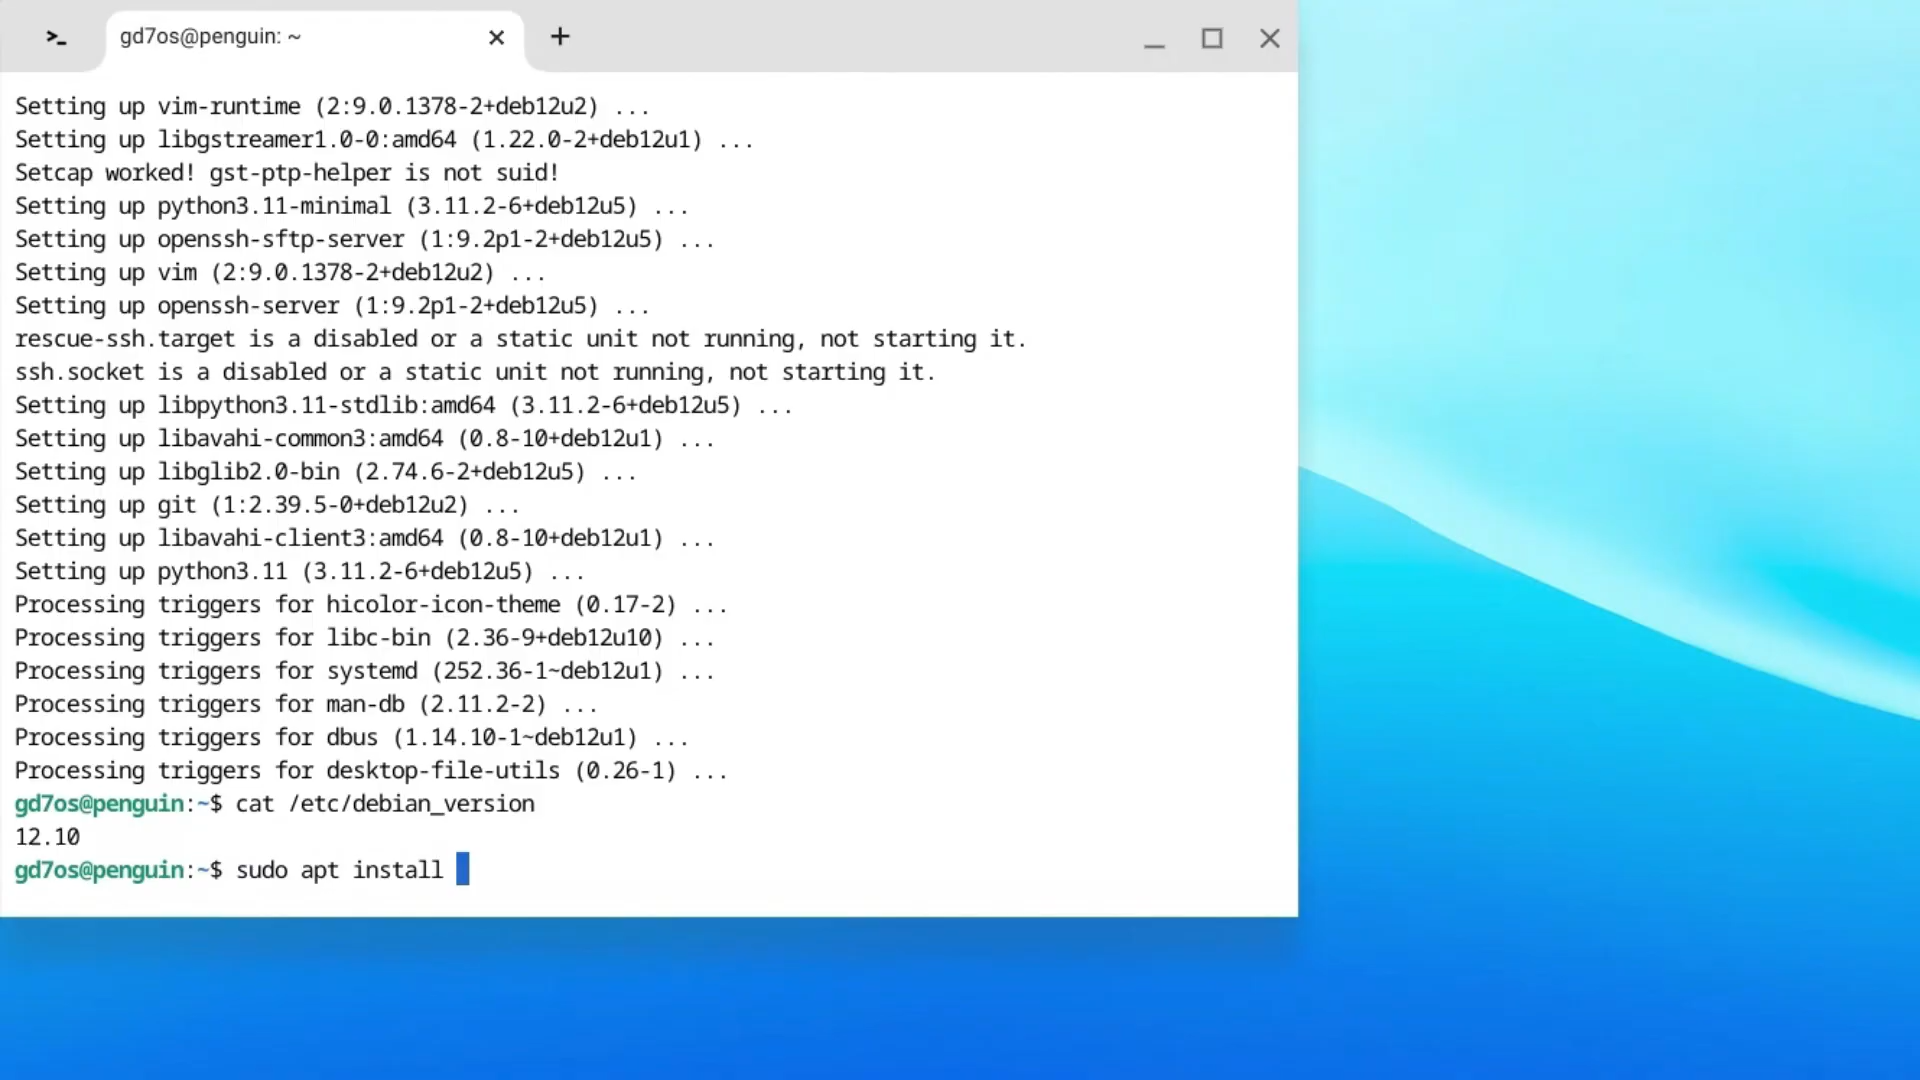 >_ gd7os@penguin: ~
Setting up vim-runtime (2:9.0.1378-2+deb12u2) ...
Setting up libgstreamer1.0-0:amd64 (1.22.0-2+deb12u1) ...
Setcap worked! gst-ptp-helper is not suid!
Setting up python3.11-minimal (3.11.2-6+deb12u5) ...
Setting up openssh-sftp-server (1:9.2p1-2+deb12u5) ...
Setting up vim (2:9.0.1378-2+deb12u2) ...
Setting up openssh-server (1:9.2p1-2+deb12u5) ...
rescue-ssh.target is a disabled or a static unit not running, not starting it.
ssh.socket is a disabled or a static unit not running, not starting it.
Setting up libpython3.11-stdlib:amd64 (3.11.2-6+deb12u5) ...
Setting up libavahi-common3:amd64 (0.8-10+deb12u1) ...
Setting up libglib2.0-bin (2.74.6-2+deb12u5) ...
Setting up git (1:2.39.5-0+deb12u2) ...
Setting up libavahi-client3:amd64 (0.8-10+deb12u1) ...
Setting up python3.11 (3.11.2-6+deb12u5) ...
Processing triggers for hicolor-icon-theme (0.17-2) ...
Processing triggers for libc-bin (2.36-9+deb12u10) ...
Processing triggers for systemd (252.36-1~deb12u1) ...
Processing triggers for man-db (2.11.2-2) ...
Processing triggers for dbus (1.14.10-1~deb12u1) ...
Processing triggers for desktop-file-utils (0.26-1) ...
gd7os@penguin:~$ cat /etc/debian_version
12.10
gd7os@penguin:~$ sudo apt install